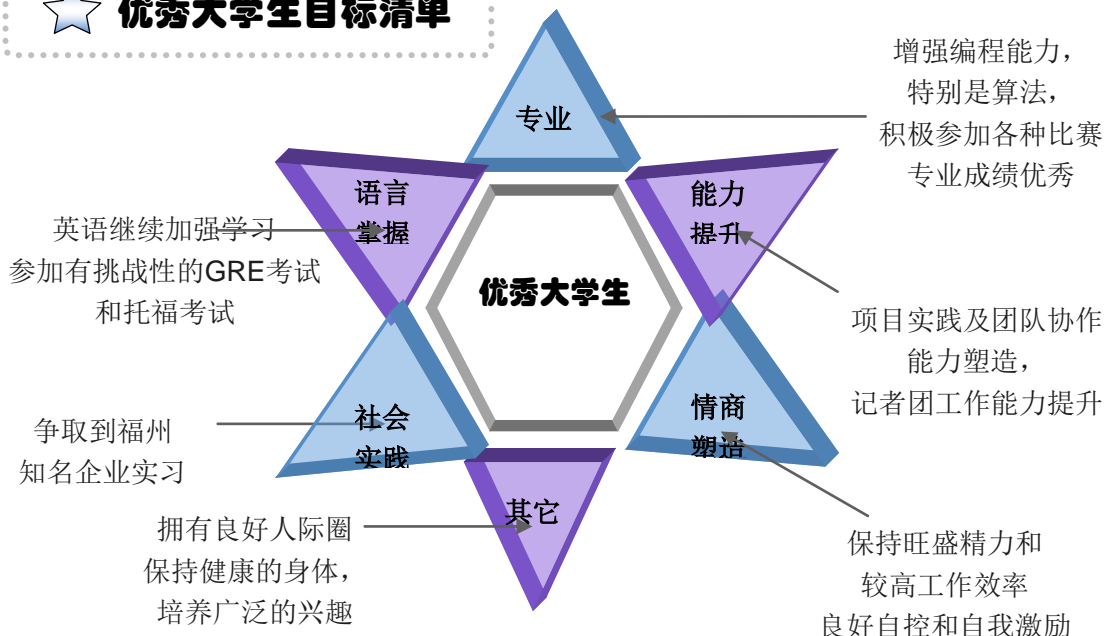 优秀大学生目标清单
专业
增强编程能力，
特别是算法，
积极参加各种比赛
专业成绩优秀
语言
掌握
英语继续加强学习
参加有挑战性的GRE考试
和托福考试
能力
提升
项目实践及团队协作
能力塑造，
记者团工作能力提升
优秀大学生
社会
实践
争取到福州
知名企业实习
情商
塑造
保持旺盛精力和
较高工作效率
良好自控和自我激励
其它
拥有良好人际圈
保持健康的身体，
培养广泛的兴趣